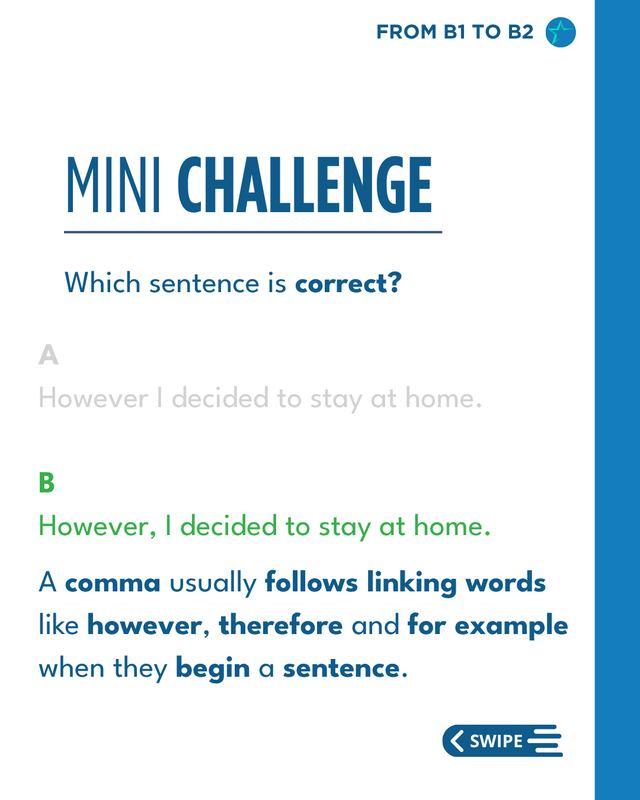 FROM B1 TO B2
MINI CHALLENGE
Which sentence is correct?
A
However I decided to stay at home.
B
However, I decided to stay at home.
A comma usually follows linking words
like however, therefore and for example
when they begin a sentence.
SWIPE